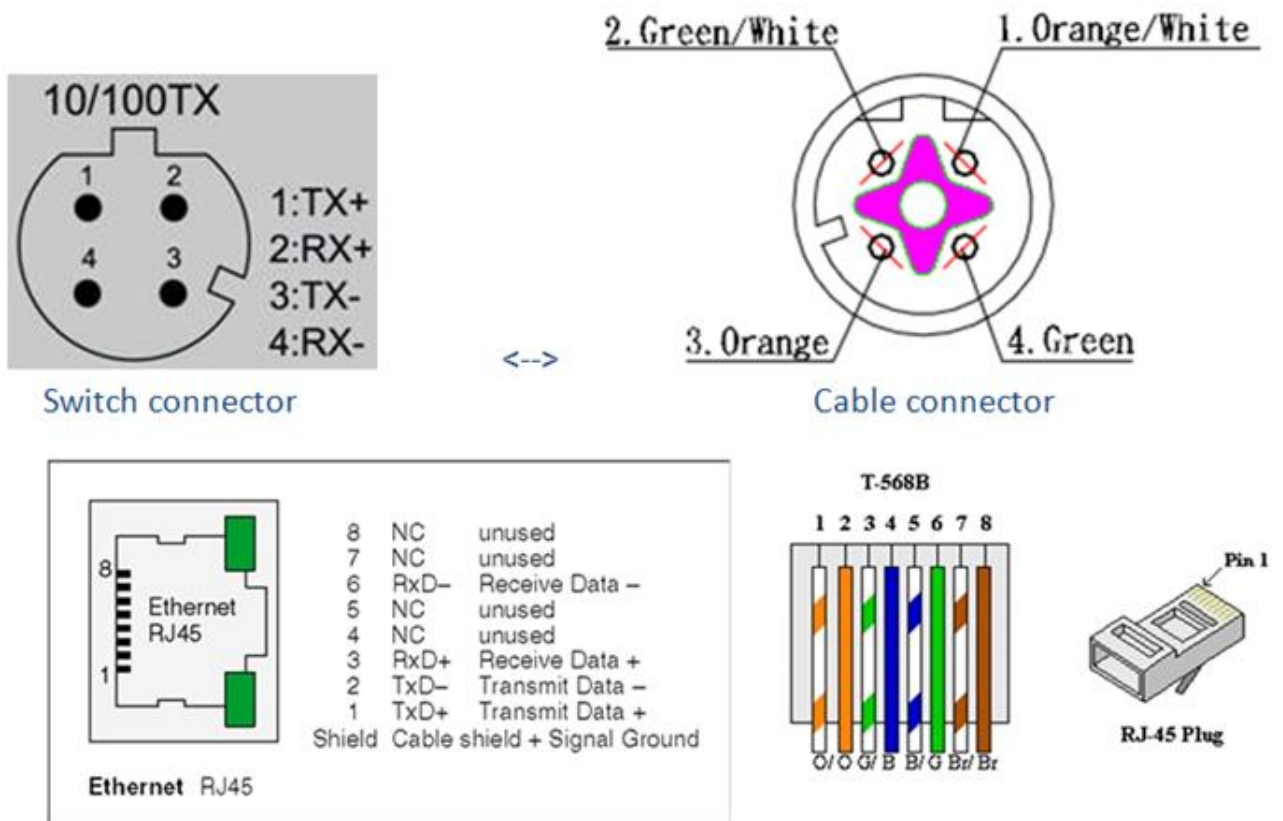 2.Green/White
1.Orange/White
10/100TX
1 2
4 3
1:TX+
2:RX+
3:TX-
4:RX-
3.Orange
4.Green
<-->
Switch connector
Cable connector
8
1
Ethernet
RJ45
8 NC unused
7 NC unused
6 RxD– Receive Data –
5 NC unused
4 NC unused
3 RxD+ Receive Data +
2 TxD– Transmit Data –
1 TxD+ Transmit Data +
Shield Cable shield + Signal Ground
Ethernet RJ45
T-568B
1 2 3 4 5 6 7 8
O/ O G/ B B/ G Br/ Br
Pin 1
RJ-45 Plug